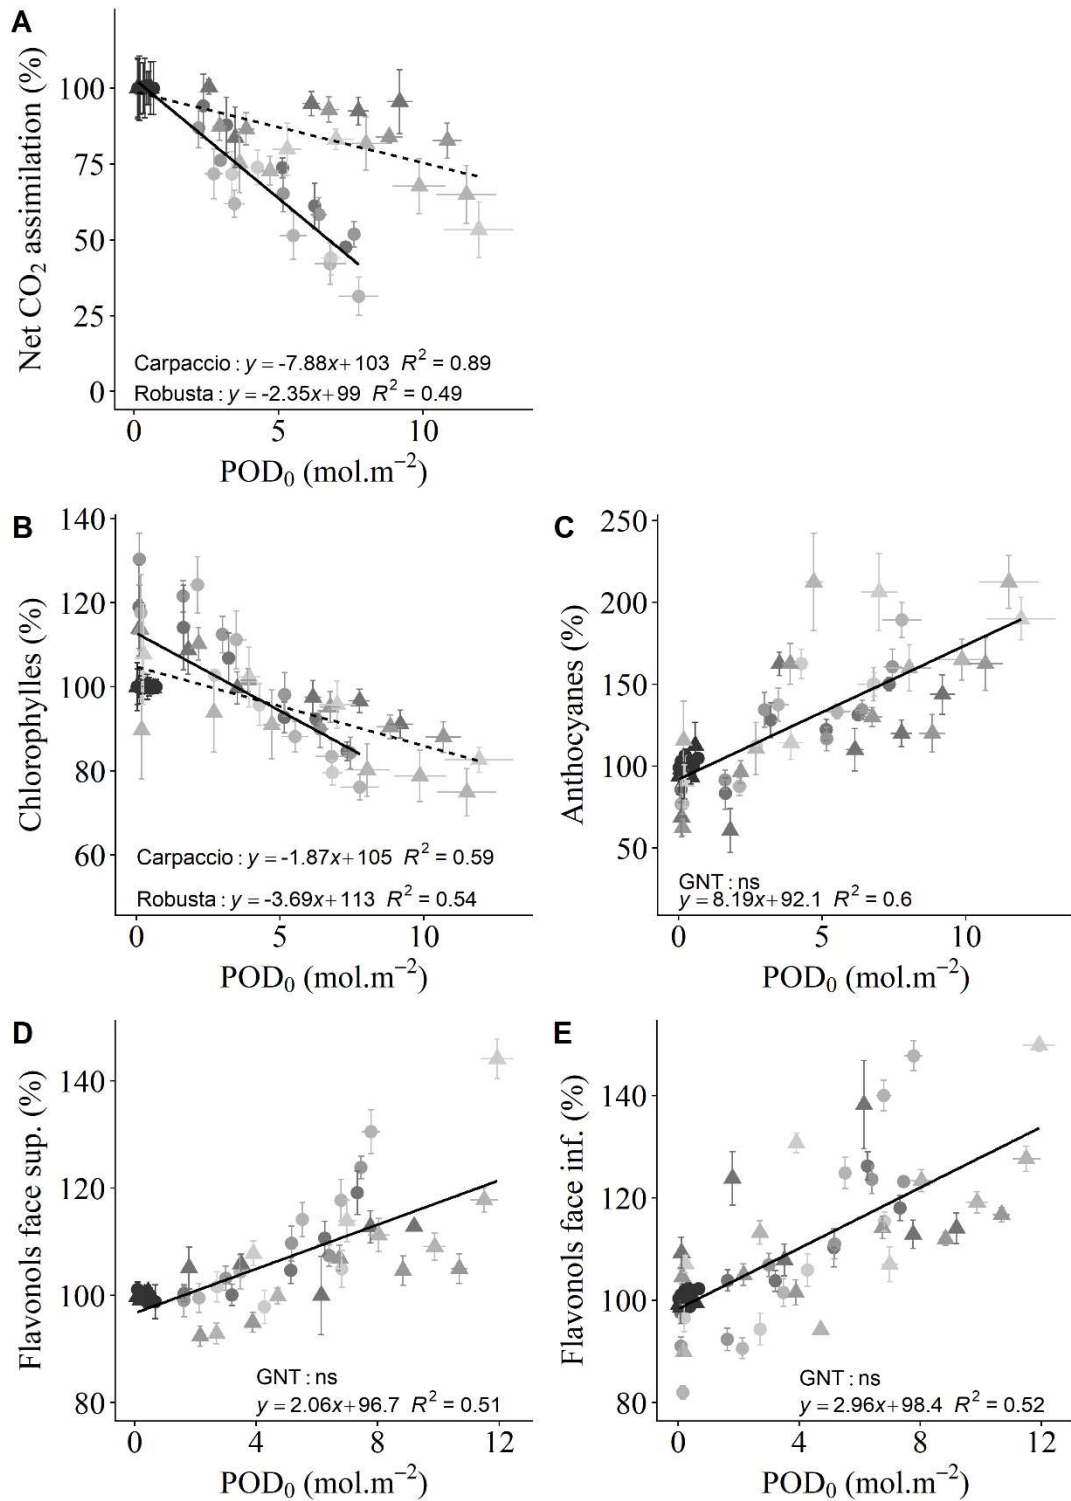 A
Net CO₂ assimilation (%)
100
75
50
25
0
Carpaccio : y = -7.88x+103 R² = 0.89
Robusta : y = -2.35x+99 R² = 0.49
0 5 10
POD₀ (mol.m⁻²)
B
Chlorophylles (%)
140
120
100
80
60
Carpaccio : y = -1.87x+105 R² = 0.59
Robusta : y = -3.69x+113 R² = 0.54
0 5 10
POD₀ (mol.m⁻²)
C
Anthocyanes (%)
250
200
150
100
50
GNT : ns
y = 8.19x+92.1 R² = 0.6
0 5 10
POD₀ (mol.m⁻²)
D
Flavonols face sup. (%)
140
120
100
80
GNT : ns
y = 2.06x+96.7 R² = 0.51
0 4 8 12
POD₀ (mol.m⁻²)
E
Flavonols face inf. (%)
140
120
100
80
GNT : ns
y = 2.96x+98.4 R² = 0.52
0 4 8 12
POD₀ (mol.m⁻²)